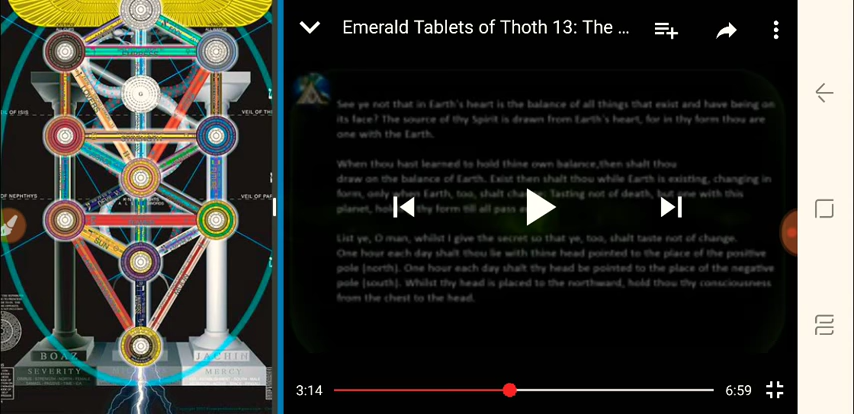 VEIL OF TH
STRENGTH
OF NEPHTHYS
VEIL OF PA
SUN
BOAZ
JACHIN
SEVERITY
MERCY
Emerald Tablets of Thoth 13: The ...
See ye not that in Earth's heart is the balance of all things that exist and have being on
its face? The source of thy Spirit is drawn from Earth's heart, for in thy form thou are
one with the Earth.
When thou hast learned to hold thine own balance,then shalt thou
draw on the balance of Earth. Exist then shalt thou while Earth is existing, changing in
form, only when Earth, too, shalt change: Tasting not of death, but one with this
planet, hold thy form till all pass
List ye, O man, whilst I give the secret so that ye, too, shalt taste not of change.
One hour each day shalt thou lie with thine head pointed to the place of the positive
pole (north). One hour each day shalt thy head be pointed to the place of the negative
pole (south). Whilst thy head is placed to the northward, hold thou thy consciousness
from the chest to the head.
3:14
6:59